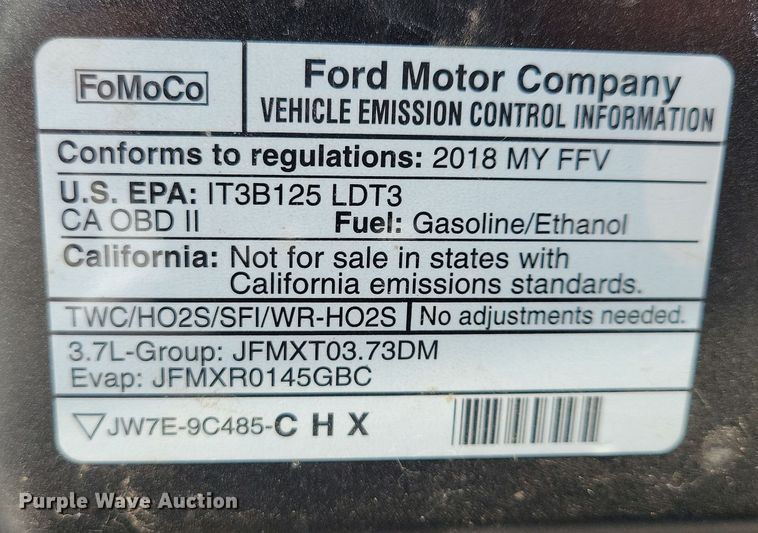 FoMoCo
Ford Motor Company
VEHICLE EMISSION CONTROL INFORMATION
Conforms to regulations: 2018 MY FFV
U.S. EPA: IT3B125 LDT3
CA OBD II Fuel: Gasoline/Ethanol
California: Not for sale in states with
California emissions standards.
TWC/HO2S/SFI/WR-HO2S No adjustments needed.
3.7L-Group: JFMXT03.73DM
Evap: JFMXR0145GBC
▽JW7E-9C485-C H X
Purple Wave Auction